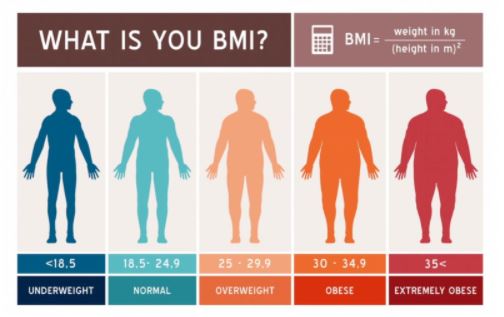 WHAT IS YOU BMI?
BMI = weight in kg
(height in m)²
<18,5
18.5 - 24.9
25 - 29.9
30 - 34.9
35<
UNDERWEIGHT
NORMAL
OVERWEIGHT
OBESE
EXTREMELY OBESE